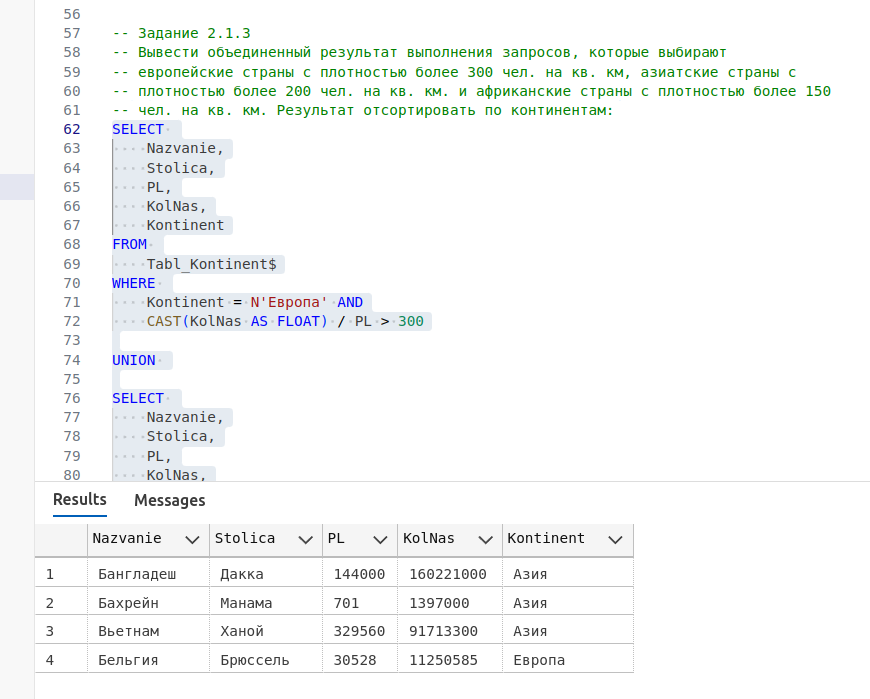 56
57 -- Задание 2.1.3
58 -- Вывести объединенный результат выполнения запросов, которые выбирают
59 -- европейские страны с плотностью более 300 чел. на кв. км, азиатские страны с
60 -- плотностью более 200 чел. на кв. км. и африканские страны с плотностью более 150
61 -- чел. на кв. км. Результат отсортировать по континентам:
62 SELECT
63 Nazvanie,
64 Stolica,
65 PL,
66 KolNas,
67 Kontinent
68 FROM
69 Tabl_Kontinent$
70 WHERE
71 Kontinent = N'Европа' AND
72 CAST(KolNas AS FLOAT) / PL > 300
73
74 UNION
75
76 SELECT
77 Nazvanie,
78 Stolica,
79 PL,
80 KolNas,
Results Messages
Nazvanie Stolica PL KolNas Kontinent
1 Бангладеш Дакка 144000 160221000 Азия
2 Бахрейн Манама 701 1397000 Азия
3 Вьетнам Ханой 329560 91713300 Азия
4 Бельгия Брюссель 30528 11250585 Европа